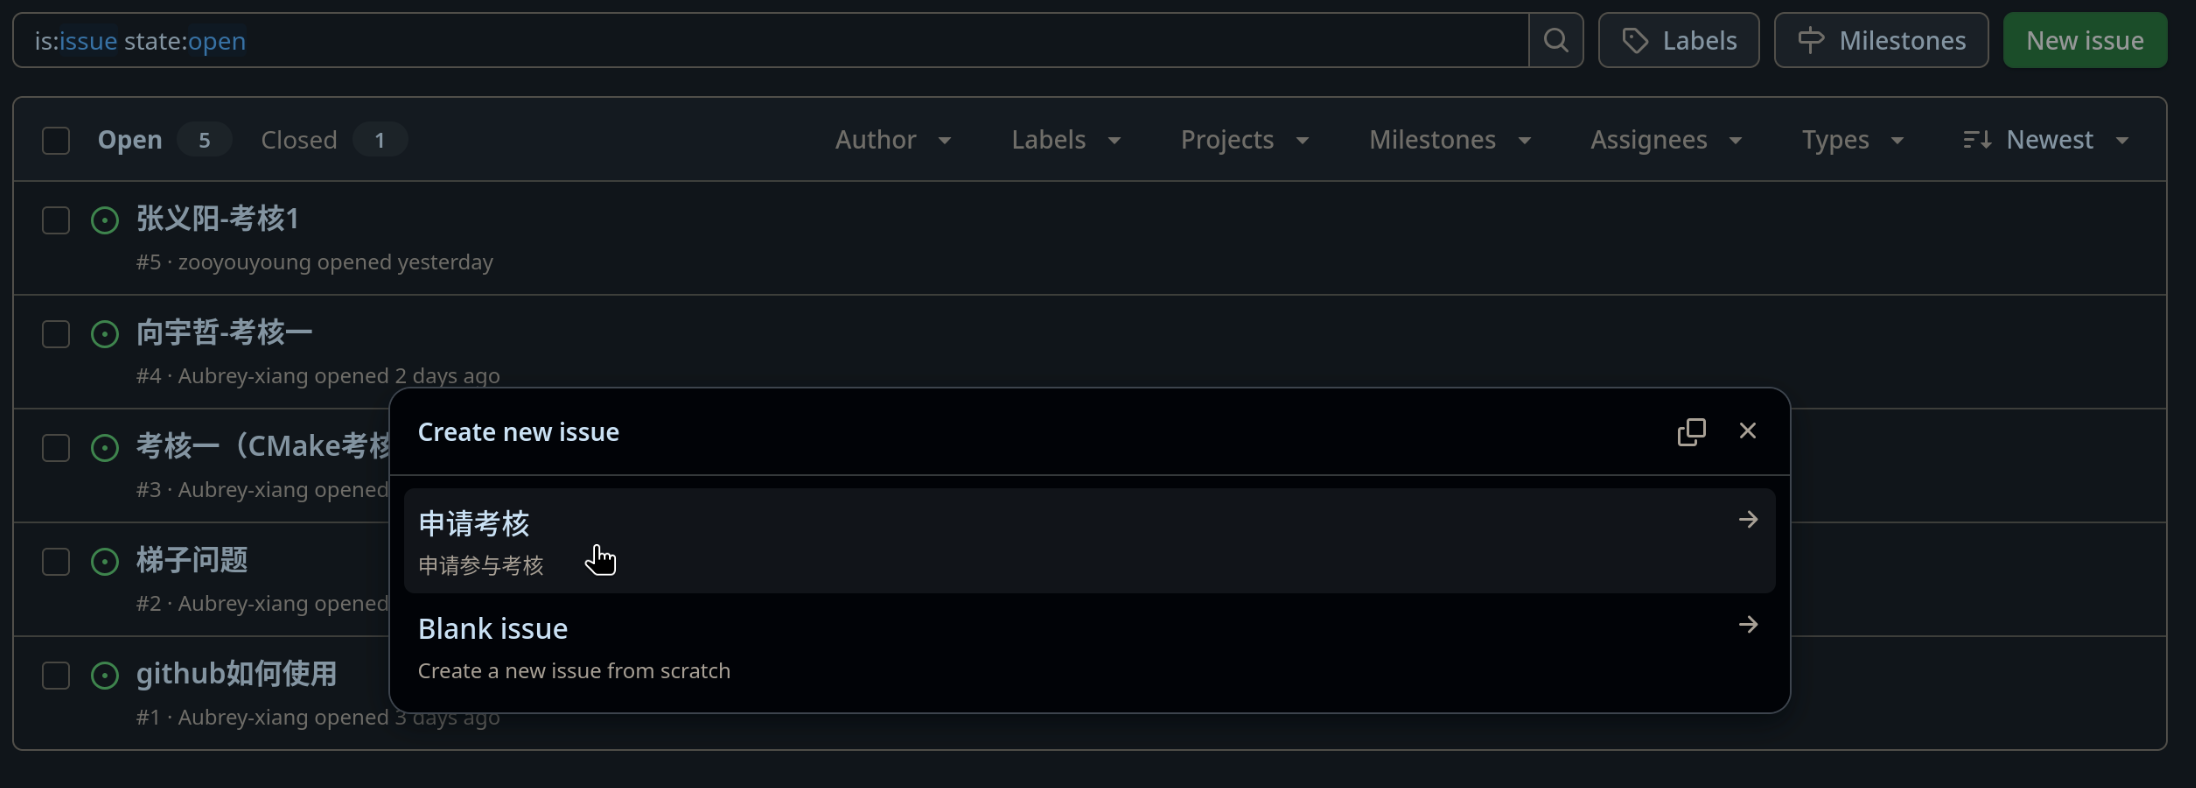 is:issue state:open
Labels
Milestones
New issue
Open 5 Closed 1
Author Labels Projects Milestones Assignees Types Newest
张义阳-考核1
#5 · zooyouyoung opened yesterday
向宇哲-考核一
#4 · Aubrey-xiang opened 2 days ago
考核一（CMake考核
#3 · Aubrey-xiang opened
梯子问题
#2 · Aubrey-xiang opened
github如何使用
#1 · Aubrey-xiang opened 3 days ago
Create new issue
申请考核
申请参与考核
Blank issue
Create a new issue from scratch